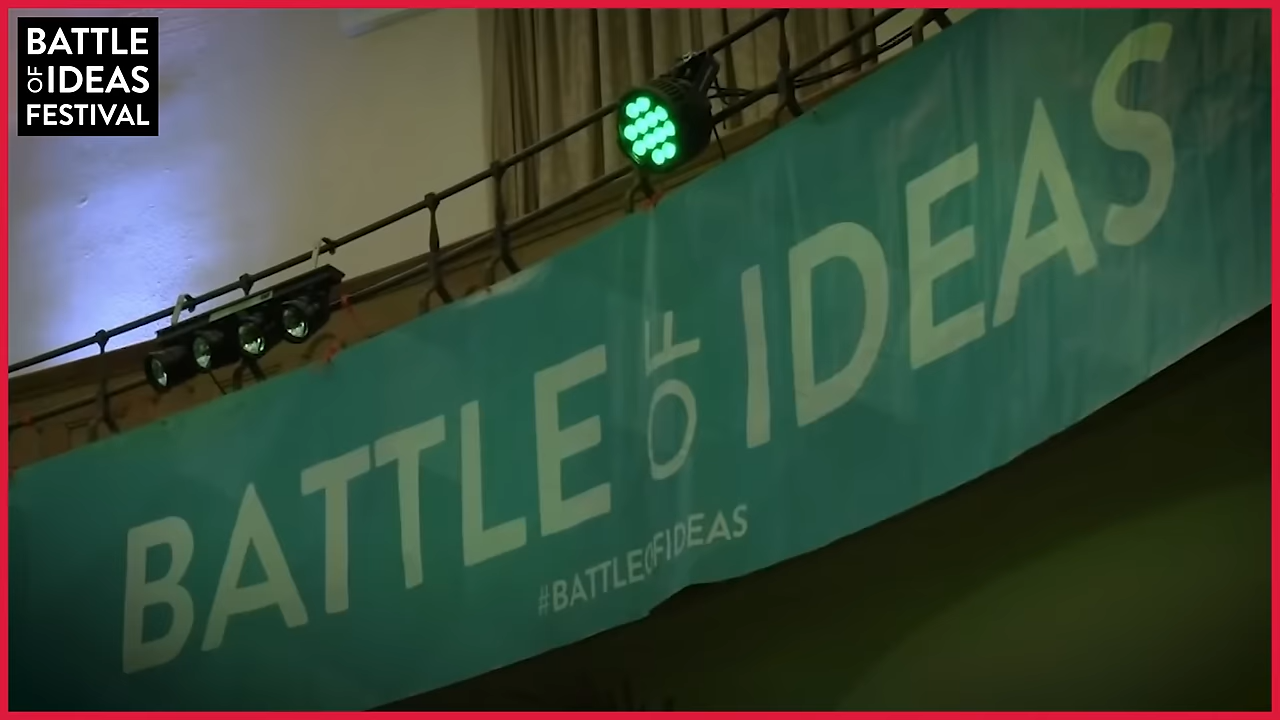 BATTLE
OF IDEAS
FESTIVAL
BATTLE OF IDEAS
#BATTLEOFIDEAS